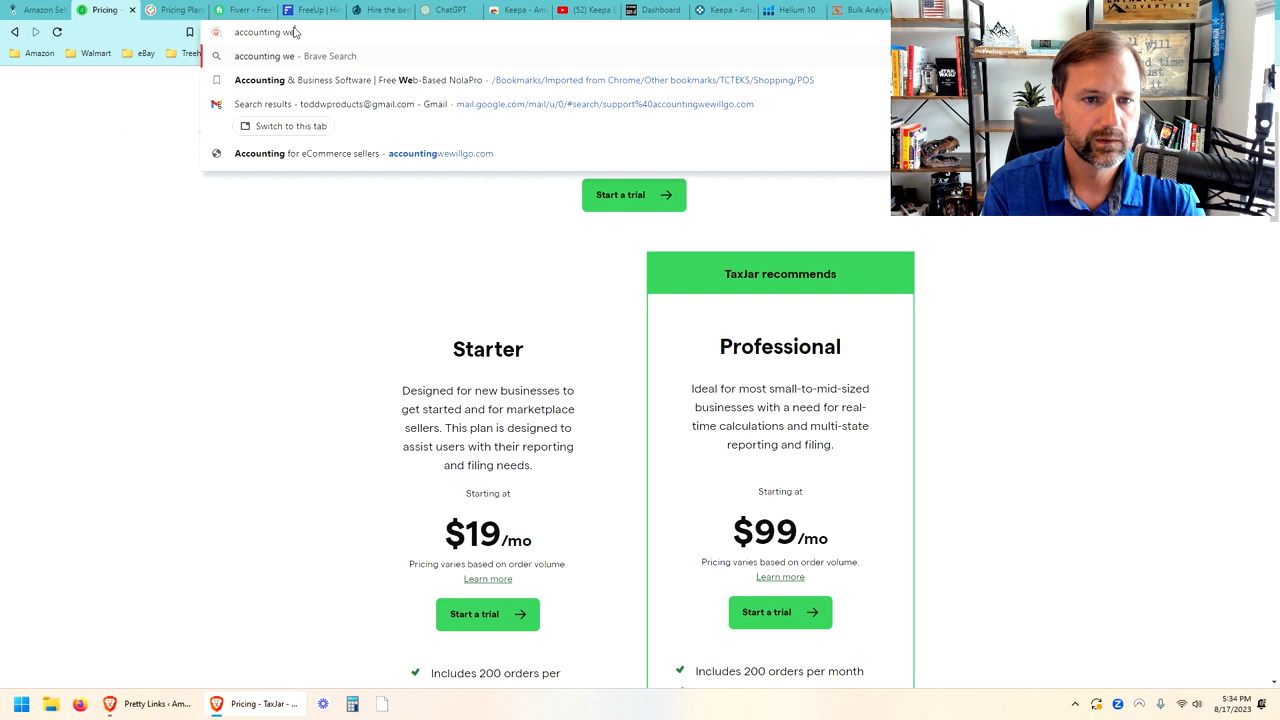 Amazon Sel
Pricing -
Pricing Plan
Fiverr - Free
FreeUp | Hi
Hire the be
ChatGPT
Keepa - Am
(52) Keepa
Dashboard
Keepa - Am
Helium 10
Bulk Analys
accounting we
accounting we - Brave Search
Amazon
Walmart
eBay
Treeh
Accounting & Business Software | Free Web-Based NolaPro - /Bookmarks/Imported from Chrome/Other bookmarks/TCTEKS/Shopping/POS
Search results - toddwproducts@gmail.com - Gmail - mail.google.com/mail/u/0/#search/support%40accountingwewillgo.com
Switch to this tab
Accounting for eCommerce sellers - accountingwewillgo.com
Start a trial
TaxJar recommends
Starter
Designed for new businesses to
get started and for marketplace
sellers. This plan is designed to
assist users with their reporting
and filing needs.
Starting at
$19/mo
Pricing varies based on order volume.
Learn more
Start a trial
Includes 200 orders per
Professional
Ideal for most small-to-mid-sized
businesses with a need for real-
time calculations and multi-state
reporting and filing.
Starting at
$99/mo
Pricing varies based on order volume.
Learn more
Start a trial
Includes 200 orders per month
STAR
WARS
Pretty Links ‹ Am...
Pricing - TaxJar - ...
5:34 PM
8/17/2023